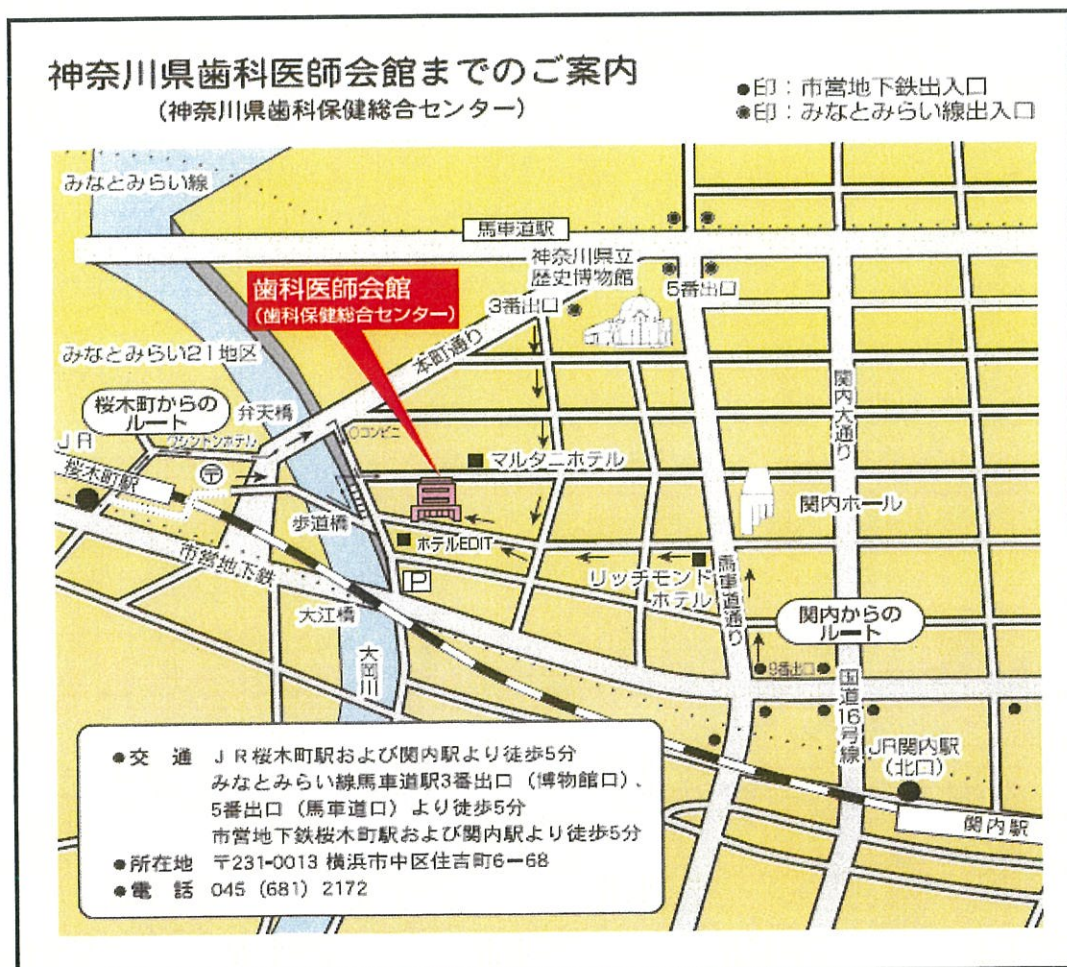 神奈川県歯科医師会館までのご案内
(神奈川県歯科保健総合センター)
●印：市営地下鉄出入口
◉印：みなとみらい線出入口
みなとみらい線
馬車道駅
神奈川県立
歴史博物館
歯科医師会館
(歯科保健総合センター)
3番出口
5番出口
本町通り
みなとみらい21地区
桜木町からの
ルート
弁天橋
ワシントンホテル
○コンビニ
JR
桜木町駅
〒
マルタニホテル
関内大通り
関内ホール
歩道橋
ホテルEDIT
市営地下鉄
P
リッチモンド
ホテル
馬車道通り
大江橋
関内からの
ルート
大岡川
9番出口
国道16号線
JR関内駅
(北口)
関内駅
●交　通　JR桜木町駅および関内駅より徒歩5分
みなとみらい線馬車道駅3番出口（博物館口）、
5番出口（馬車道口）より徒歩5分
市営地下鉄桜木町駅および関内駅より徒歩5分
●所在地　〒231-0013 横浜市中区住吉町6－68
●電　話　045（681）2172